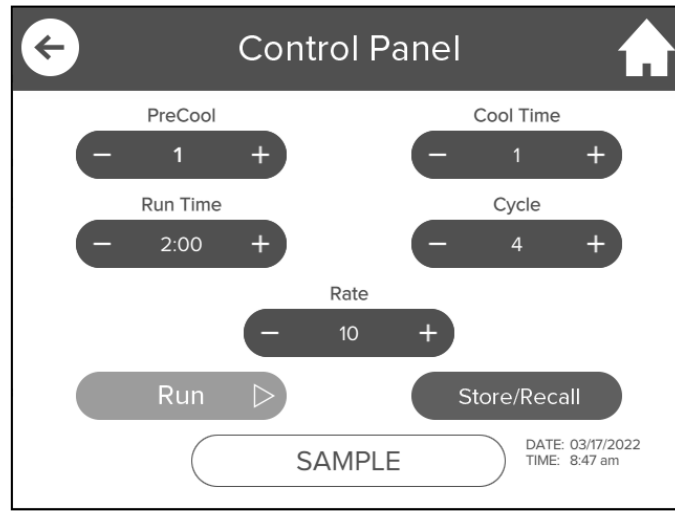 Control Panel
PreCool
Cool Time
− 1 +
− 1 +
Run Time
Cycle
− 2:00 +
− 4 +
Rate
− 10 +
Run
Store/Recall
SAMPLE
DATE: 03/17/2022
TIME: 8:47 am